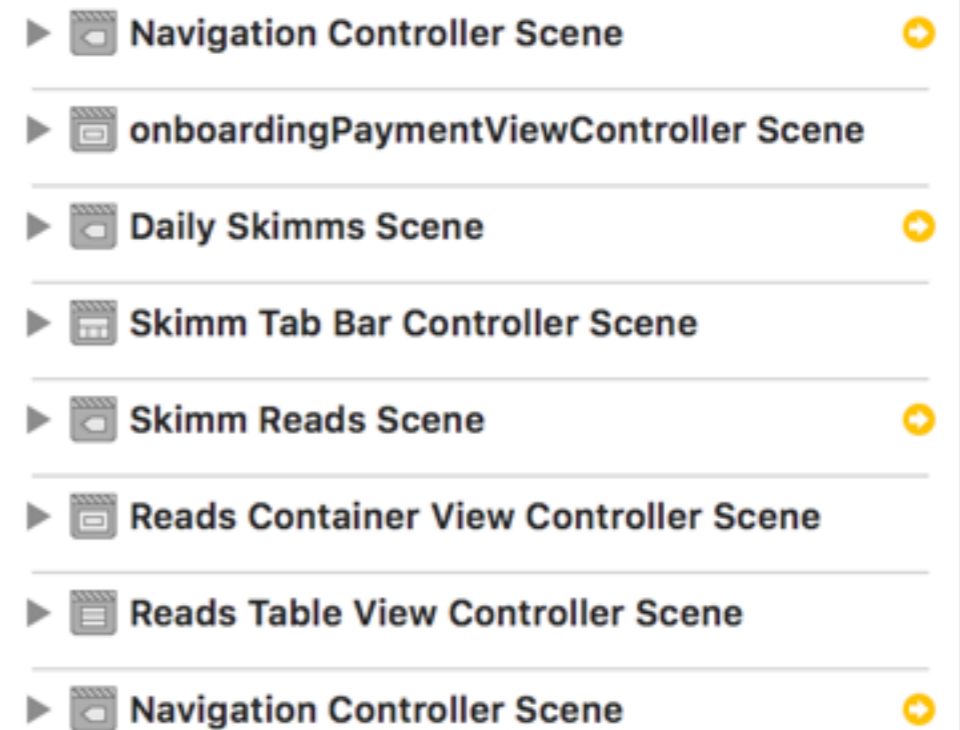 Navigation Controller Scene
onboardingPaymentViewController Scene
Daily Skimms Scene
Skimm Tab Bar Controller Scene
Skimm Reads Scene
Reads Container View Controller Scene
Reads Table View Controller Scene
Navigation Controller Scene